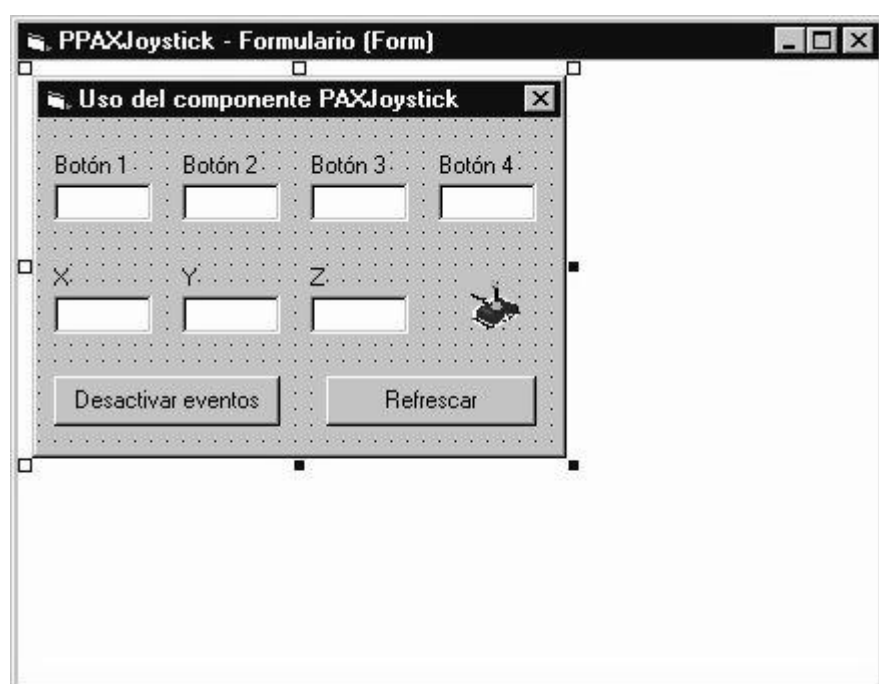 PPAXJoystick - Formulario (Form)
Uso del componente PAXJoystick
Botón 1 Botón 2 Botón 3 Botón 4
X Y Z
Desactivar eventos Refrescar